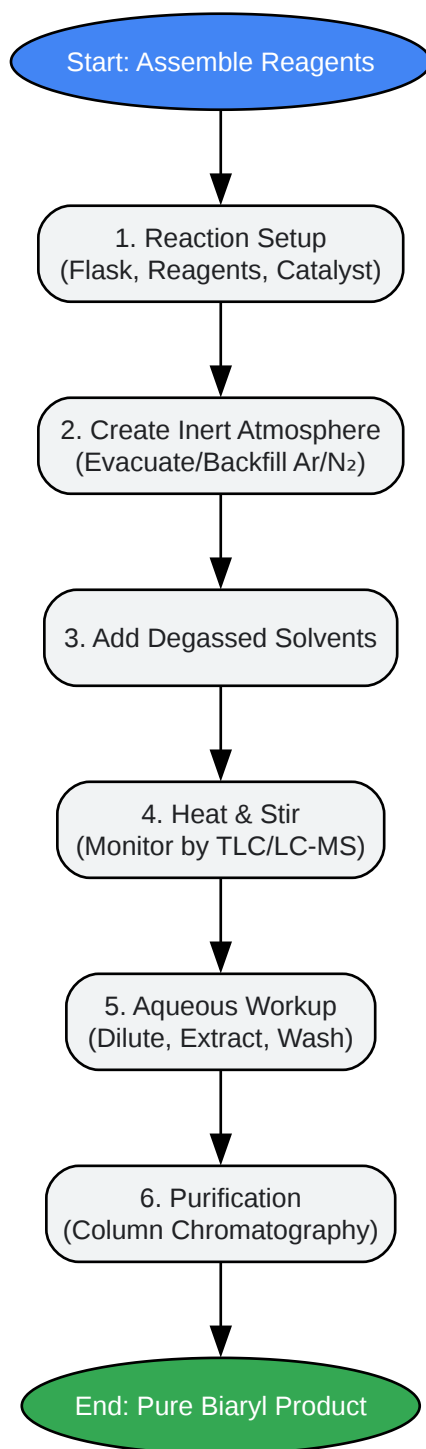 Start: Assemble Reagents
1. Reaction Setup
(Flask, Reagents, Catalyst)
2. Create Inert Atmosphere
(Evacuate/Backfill Ar/N₂)
3. Add Degassed Solvents
4. Heat & Stir
(Monitor by TLC/LC-MS)
5. Aqueous Workup
(Dilute, Extract, Wash)
6. Purification
(Column Chromatography)
End: Pure Biaryl Product